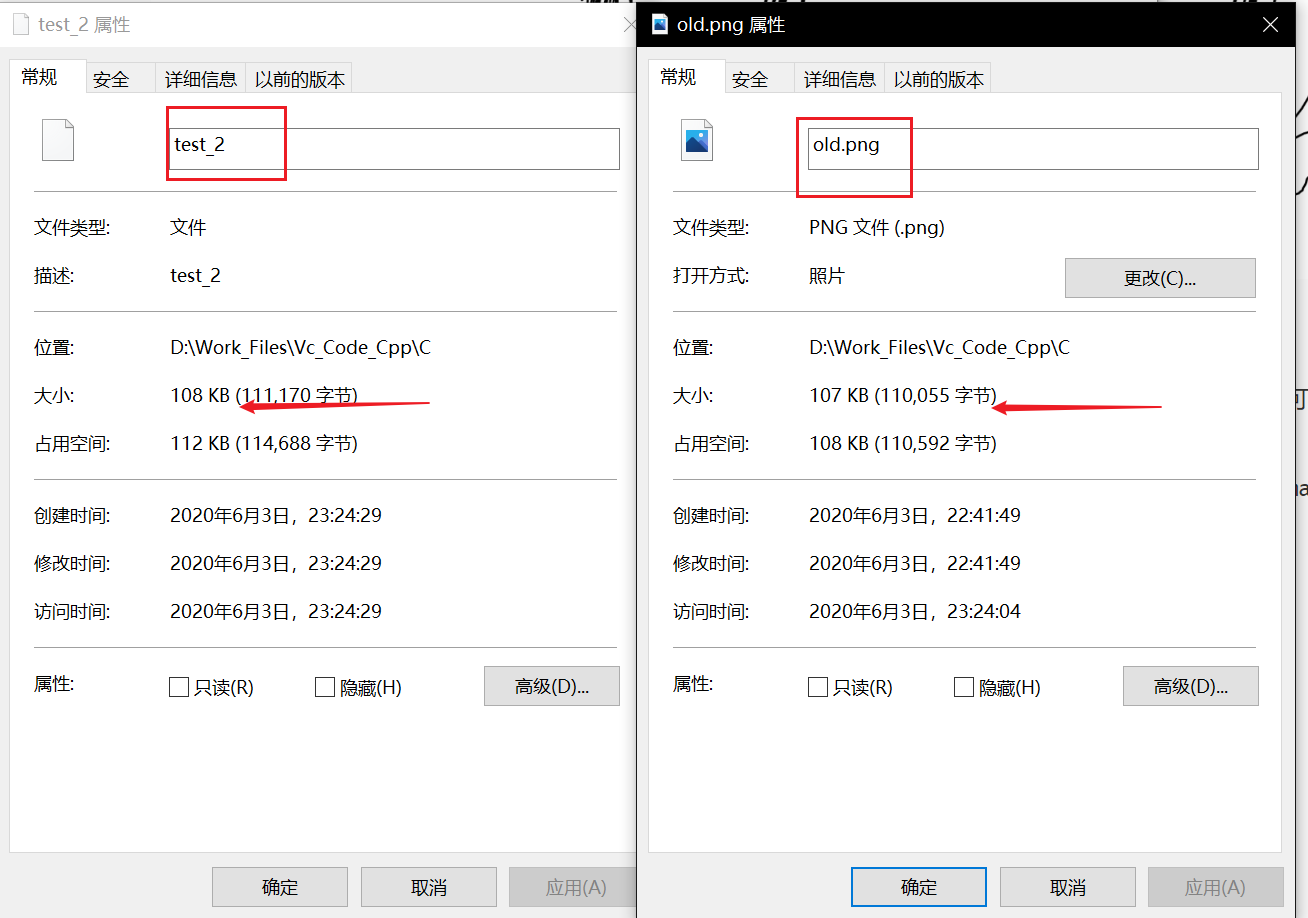 test_2 属性
常规
安全
详细信息
以前的版本
test_2
文件类型: 文件
描述: test_2
位置: D:\Work_Files\Vc_Code_Cpp\C
大小: 108 KB (111,170 字节)
占用空间: 112 KB (114,688 字节)
创建时间: 2020年6月3日，23:24:29
修改时间: 2020年6月3日，23:24:29
访问时间: 2020年6月3日，23:24:29
属性: 只读(R) 隐藏(H) 高级(D)...
确定 取消 应用(A)
old.png 属性
常规
安全
详细信息
以前的版本
old.png
文件类型: PNG 文件 (.png)
打开方式: 照片 更改(C)...
位置: D:\Work_Files\Vc_Code_Cpp\C
大小: 107 KB (110,055 字节)
占用空间: 108 KB (110,592 字节)
创建时间: 2020年6月3日，22:41:49
修改时间: 2020年6月3日，22:41:49
访问时间: 2020年6月3日，23:24:04
属性: 只读(R) 隐藏(H) 高级(D)...
确定 取消 应用(A)